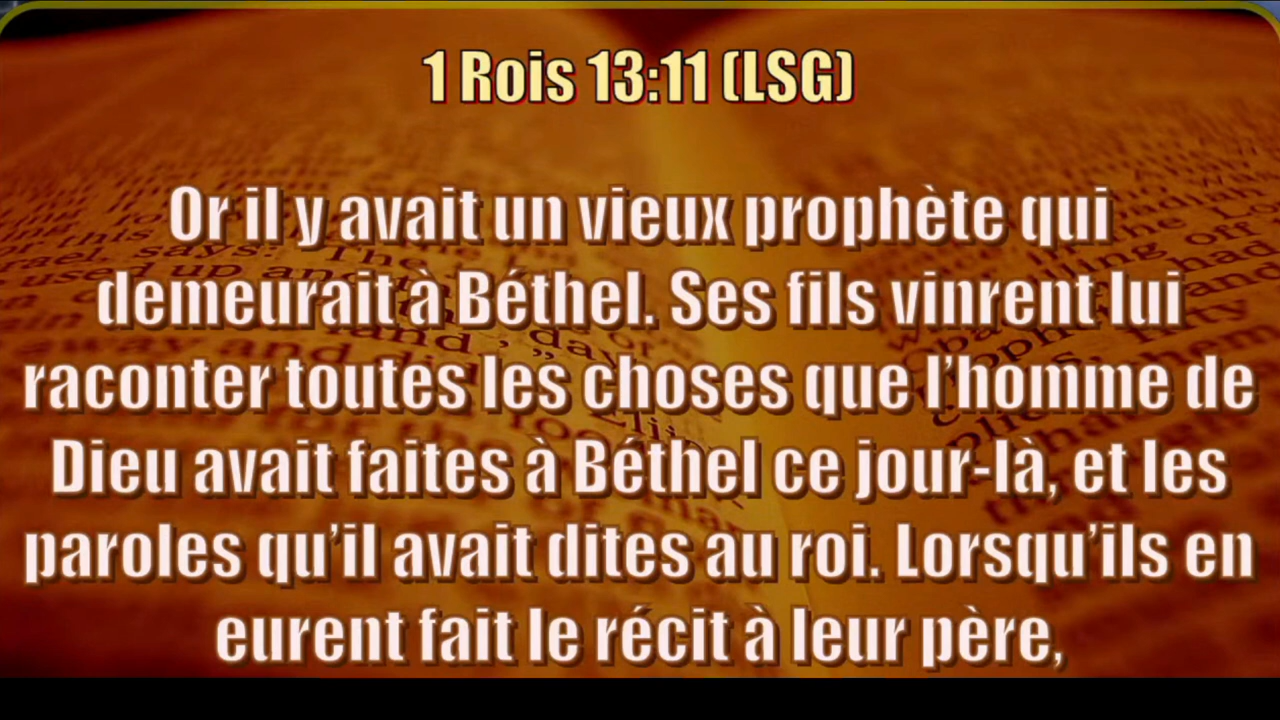 1 Rois 13:11 (LSG)
Or il y avait un vieux prophète qui
demeurait à Béthel. Ses fils vinrent lui
raconter toutes les choses que l’homme de
Dieu avait faites à Béthel ce jour-là, et les
paroles qu’il avait dites au roi. Lorsqu’ils en
eurent fait le récit à leur père,